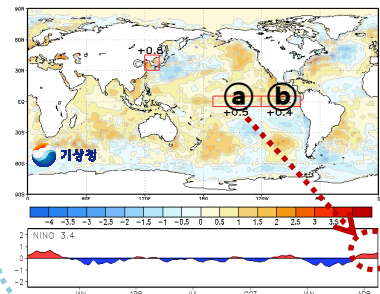 90N
60N
30N
EQ
30S
60S
90S
+0.8
ⓐ ⓑ
+0.5 +0.4
기상청
0 60E 120E 180 120W
-4 -3.5 -3 -2.5 -2 -1.5 -1 -0.5 0 0.5 1 1.5 2 2.5 3 3.5
NINO 3.4
2
1
0
-1
-2
JAN APR JUL OCT JAN APR